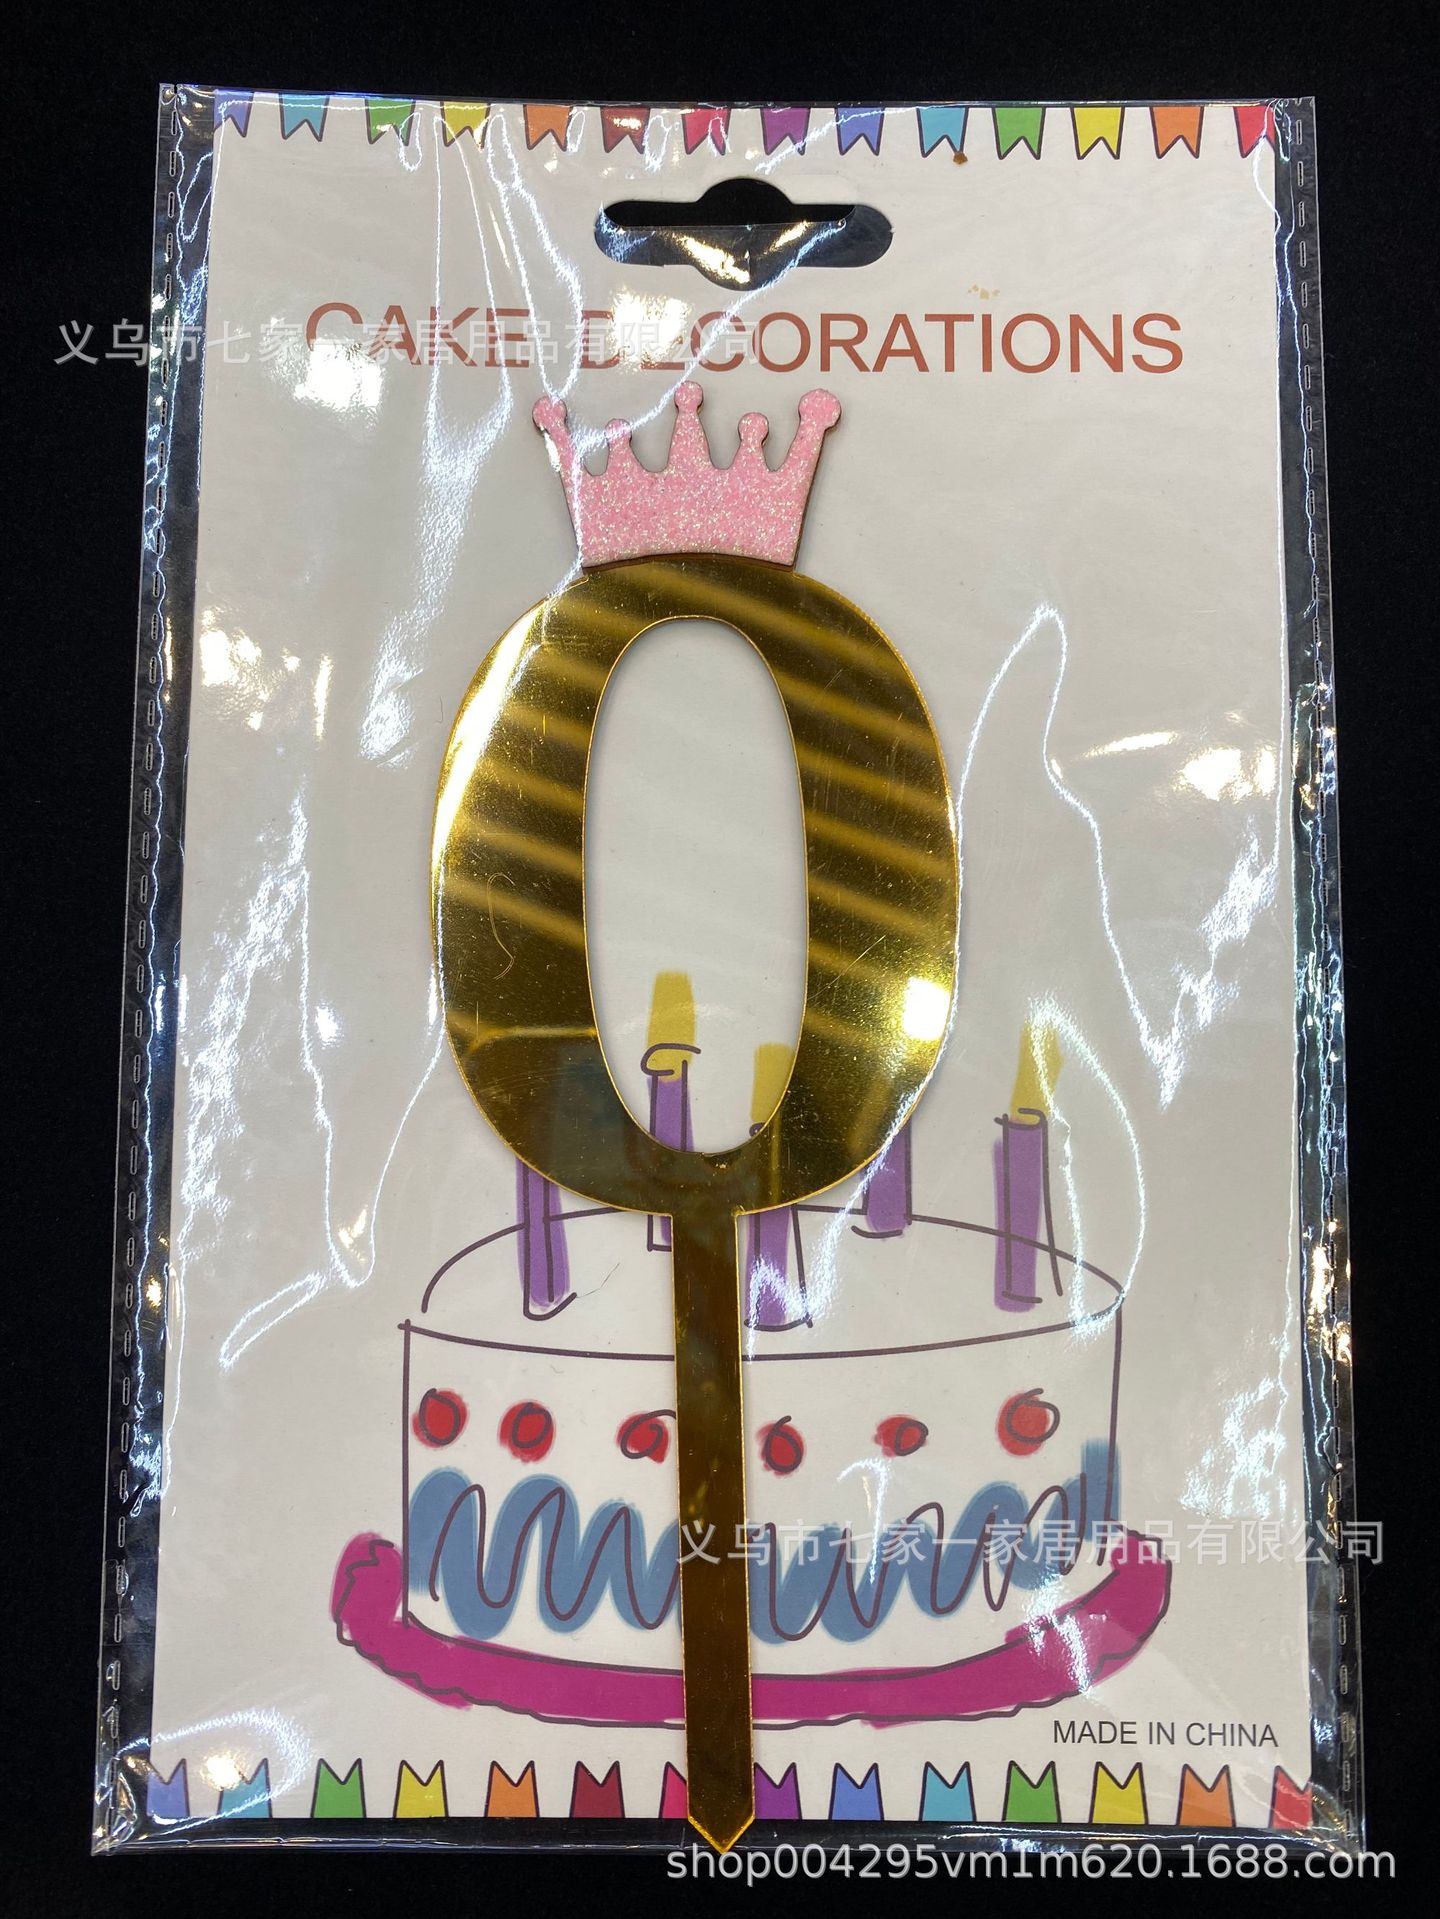 CAKE DECORATIONS
义乌市七家一家居用品有限公司
0
义乌市七家一家居用品有限公司
MADE IN CHINA
shop004295vm1m620.1688.com